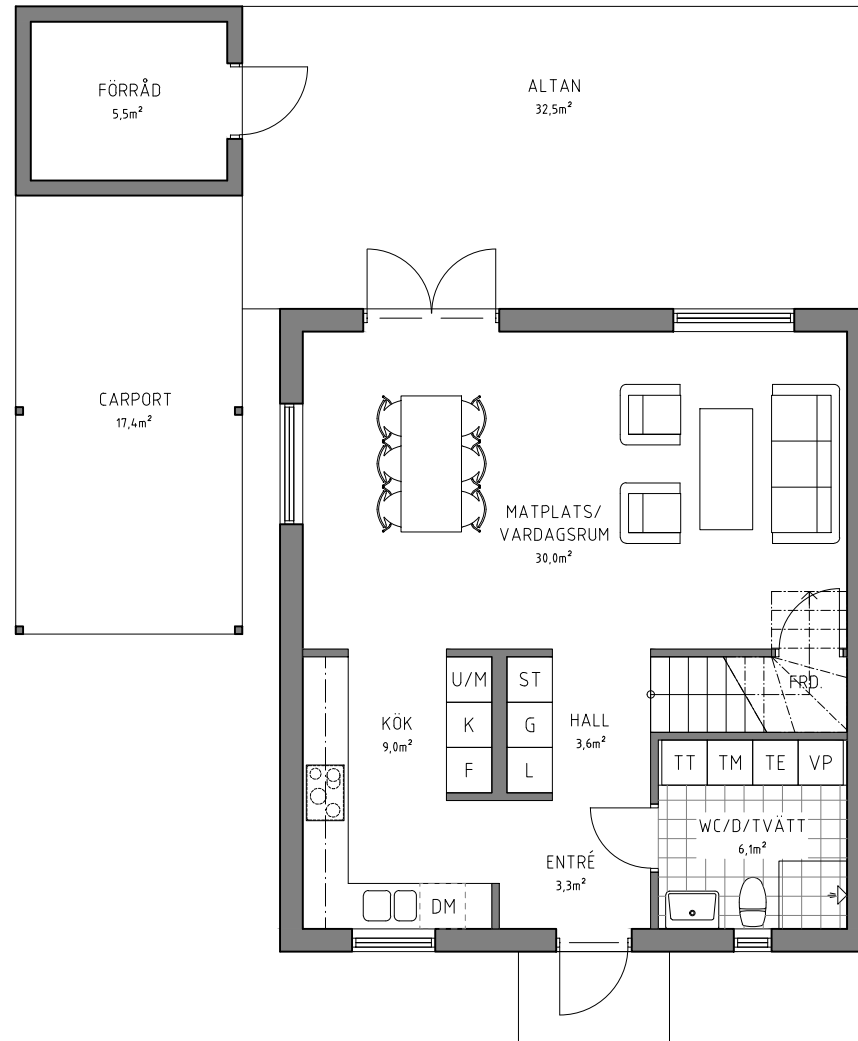 FÖRRÅD
5,5m²
ALTAN
32,5m²
CARPORT
17,4m²
MATPLATS/
VARDAGSRUM
30,0m²
U/M
ST
FRD.
KÖK
9,0m²
K
G
HALL
3,6m²
F
L
TT
TM
TE
VP
WC/D/TVÄTT
6,1m²
ENTRÉ
3,3m²
DM